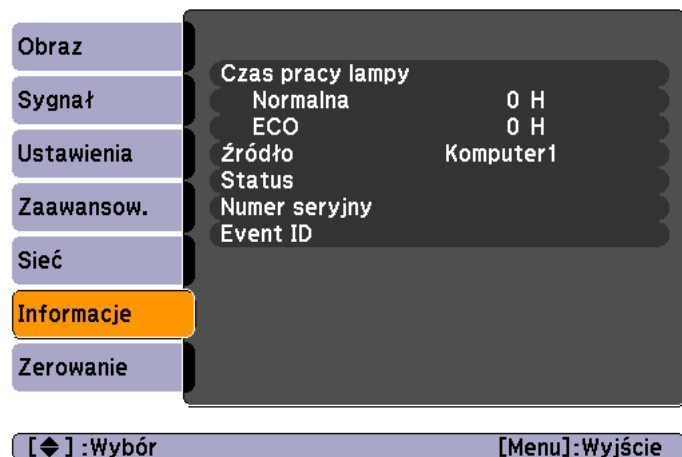 Obraz
Sygnał
Ustawienia
Zaawansow.
Sieć
Informacje
Zerowanie
Czas pracy lampy
Normalna 0 H
ECO 0 H
Źródło Komputer1
Status
Numer seryjny
Event ID
[◆] :Wybór [Menu]:Wyjście